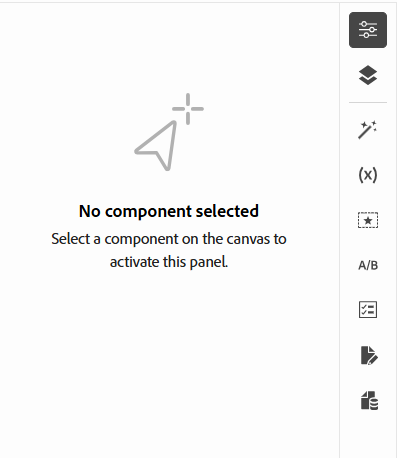 No component selected
Select a component on the canvas to
activate this panel.
(x)
A/B